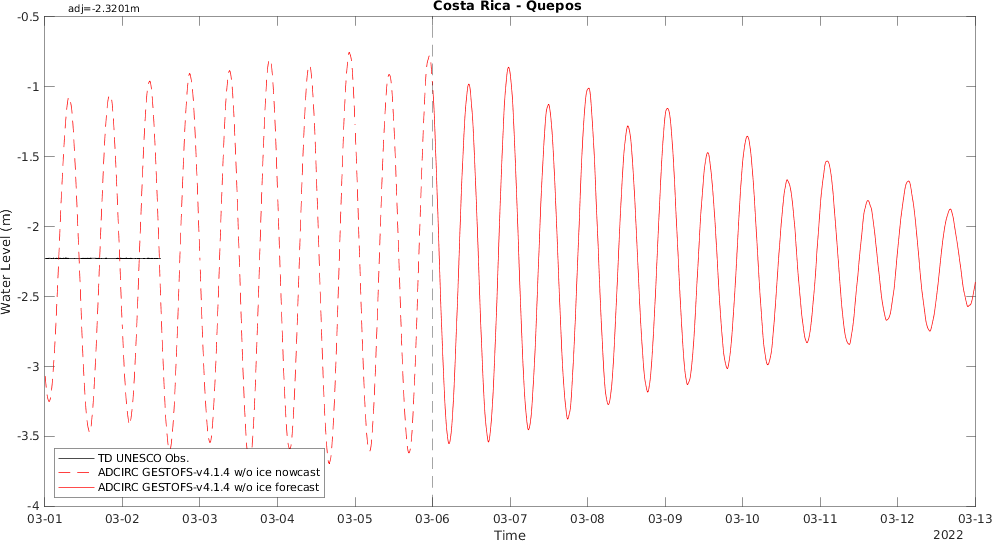 adj=-2.3201m
Costa Rica - Quepos
-0.5
-1
-1.5
-2
-2.5
-3
-3.5
-4
Water Level (m)
TD UNESCO Obs.
ADCIRC GESTOFS-v4.1.4 w/o ice nowcast
ADCIRC GESTOFS-v4.1.4 w/o ice forecast
03-01 03-02 03-03 03-04 03-05 03-06 03-07 03-08 03-09 03-10 03-11 03-12 03-13
Time
2022